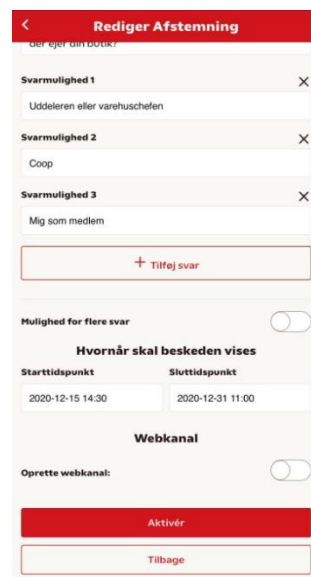 Rediger Afstemning
der ejer din butik?
Svarmulighed 1
Uddeleren eller varehuschefen
Svarmulighed 2
Coop
Svarmulighed 3
Mig som medlem
+ Tilføj svar
Mulighed for flere svar
Hvornår skal beskeden vises
Starttidspunkt Sluttidspunkt
2020-12-15 14:30 2020-12-31 11:00
Webkanal
Oprette webkanal:
Aktivér
Tilbage